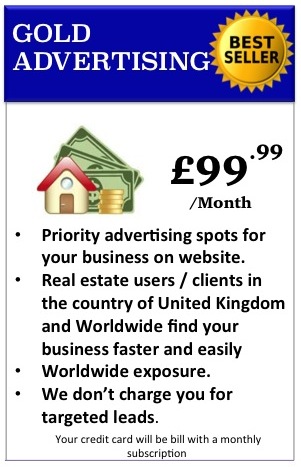 GOLD
ADVERTISING
BEST
SELLER
£99.99
/Month
• Priority advertising spots for
your business on website.
• Real estate users / clients in
the country of United Kingdom
and Worldwide find your
business faster and easily
• Worldwide exposure.
• We don’t charge you for
targeted leads.
Your credit card will be bill with a monthly
subscription